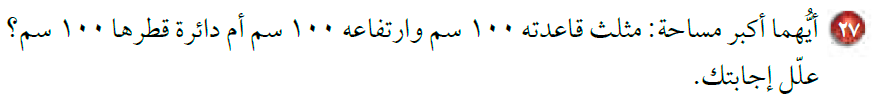 ٢٧ أيُّهما أكبر مساحة: مثلث قاعدته ١٠٠ سم وارتفاعه ١٠٠ سم أم دائرة قطرها ١٠٠ سم؟
علّل إجابتك.